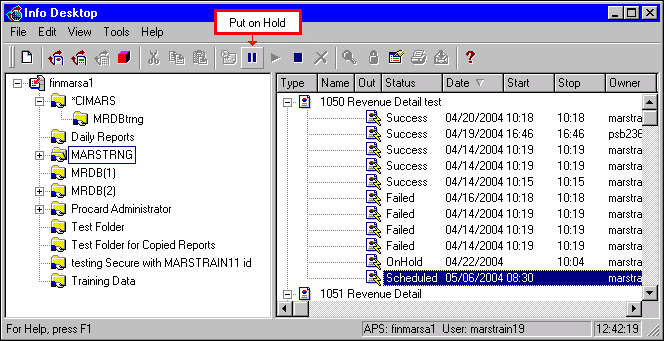 Info Desktop
Put on Hold
File Edit View Tools Help
finmarsa1
*CIMARS
MRDBtrng
Daily Reports
MARSTRNG
MRDB(1)
MRDB(2)
Procard Administrator
Test Folder
Test Folder for Copied Reports
testing Secure with MARSTRAIN11 id
Training Data
Type Name Out Status Date Start Stop Owner
1050 Revenue Detail test
Success 04/20/2004 10:18 10:18 marstra
Success 04/19/2004 16:46 16:46 psb236
Success 04/14/2004 10:19 10:19 marstra
Success 04/14/2004 10:19 10:19 marstra
Success 04/14/2004 10:15 10:15 marstra
Failed 04/16/2004 10:18 10:18 marstra
Failed 04/14/2004 10:19 10:19 marstra
Failed 04/14/2004 10:19 10:19 marstra
Failed 04/14/2004 10:19 10:19 marstra
OnHold 04/22/2004 10:04 marstra
Scheduled 05/06/2004 08:30 marstra
1051 Revenue Detail
For Help, press F1
APS: finmarsa1 User: marstrain19
12:42:19